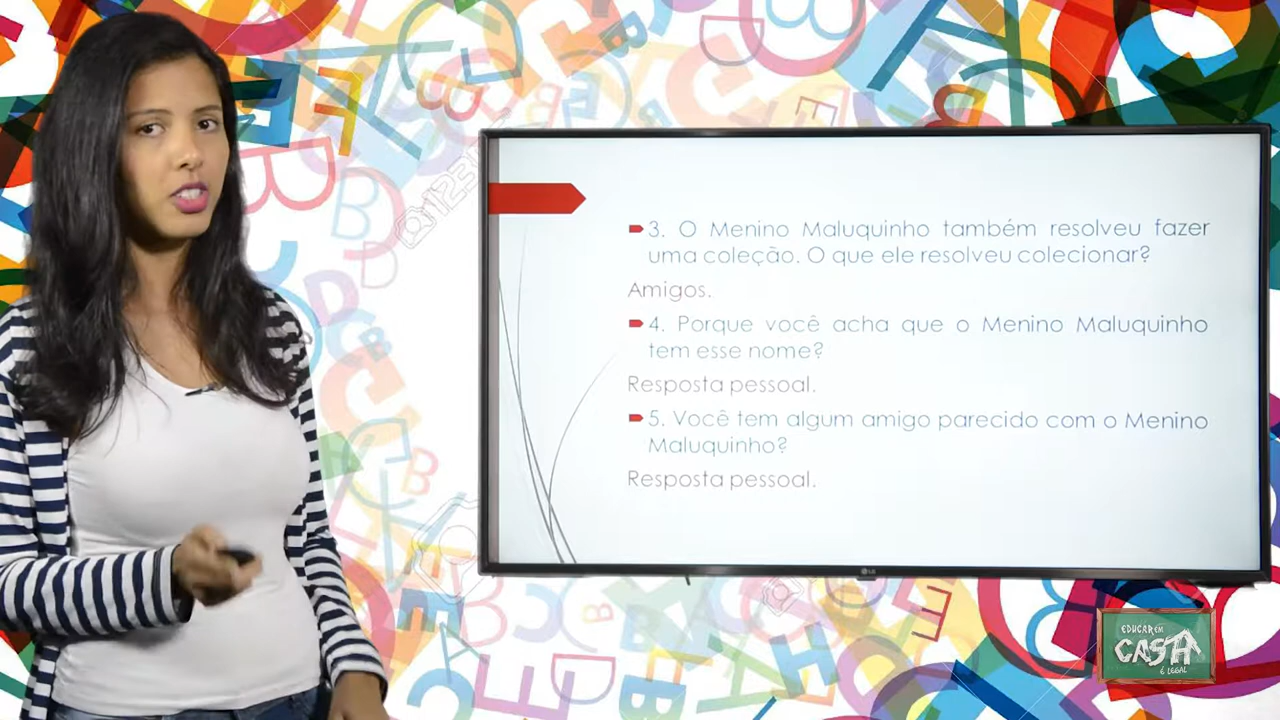 3. O Menino Maluquinho também resolveu fazer
uma coleção. O que ele resolveu colecionar?
Amigos.
4. Porque você acha que o Menino Maluquinho
tem esse nome?
Resposta pessoal.
5. Você tem algum amigo parecido com o Menino
Maluquinho?
Resposta pessoal.
LG
EDUCAR EM
CASA
É LEGAL